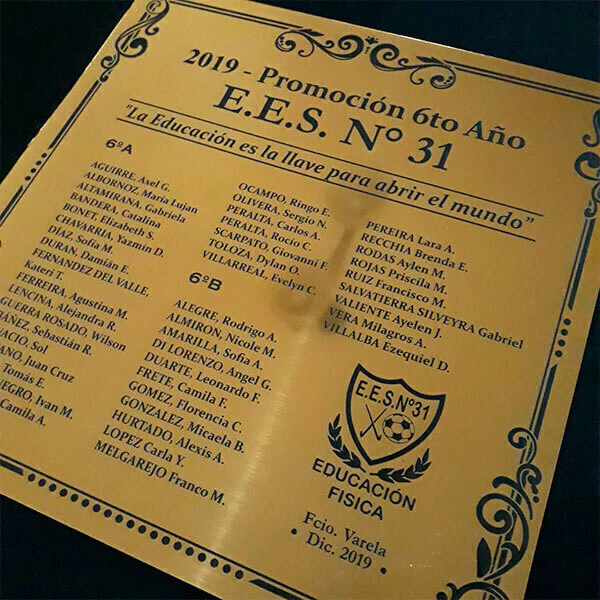 2019 - Promoción 6to Año
E.E.S. Nº 31
"La Educación es la llave para abrir el mundo"
6ºA
AGUIRRE, Axel G.
ALBORNOZ, María Lujan
ALTAMIRANA, Gabriela
BANDERA, Catalina
BONET, Elizabeth S.
CHAVARRIA, Yazmin D.
DÍAZ, Sofía M.
DURAN, Damián E.
FERNANDEZ DEL VALLE,
Kateri T.
FERREIRA, Agustina M.
LENCINA, Alejandra R.
GUERRA ROSADO, Wilson
Sebastián R.
Sol
Juan Cruz
Tomás E.
Ivan M.
Camila A.
OCAMPO, Ringo E.
OLIVERA, Sergio N.
PERALTA, Carlos A.
PERALTA, Rocío C.
SCARPATO, Giovanni F.
TOLOZA, Dylan O.
VILLARREAL, Evelyn C.
6ºB
ALEGRE, Rodrigo A.
ALMIRON, Nicole M.
AMARILLA, Sofía A.
DI LORENZO, Angel G.
DUARTE, Leonardo F.
FRETE, Camila F.
GOMEZ, Florencia C.
GONZALEZ, Micaela B.
HURTADO, Alexis A.
LOPEZ Carla Y.
MELGAREJO Franco M.
PEREIRA Lara A.
RECCHIA Brenda E.
RODAS Aylen M.
ROJAS Priscila M.
RUIZ Francisco M.
SALVATIERRA SILVEYRA Gabriel
VALIENTE Ayelen J.
VERA Milagros A.
VILLALBA Ezequiel D.
E.E.S.Nº31
EDUCACIÓN
FISICA
Fcio. Varela
• Dic. 2019 •